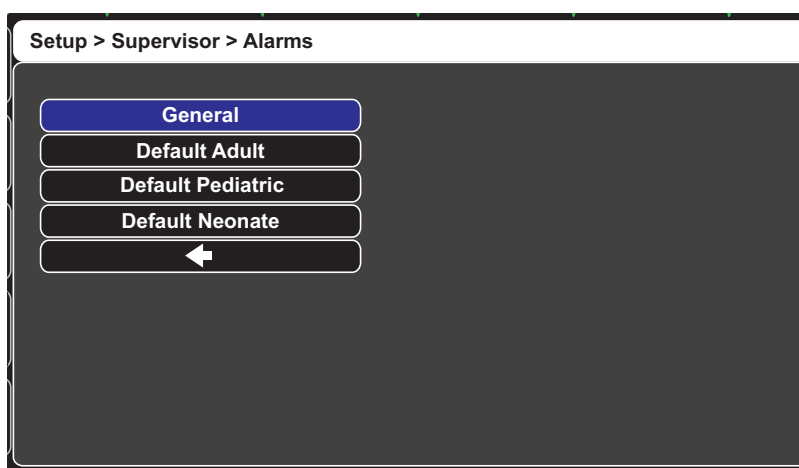 Setup > Supervisor > Alarms
General
Default Adult
Default Pediatric
Default Neonate